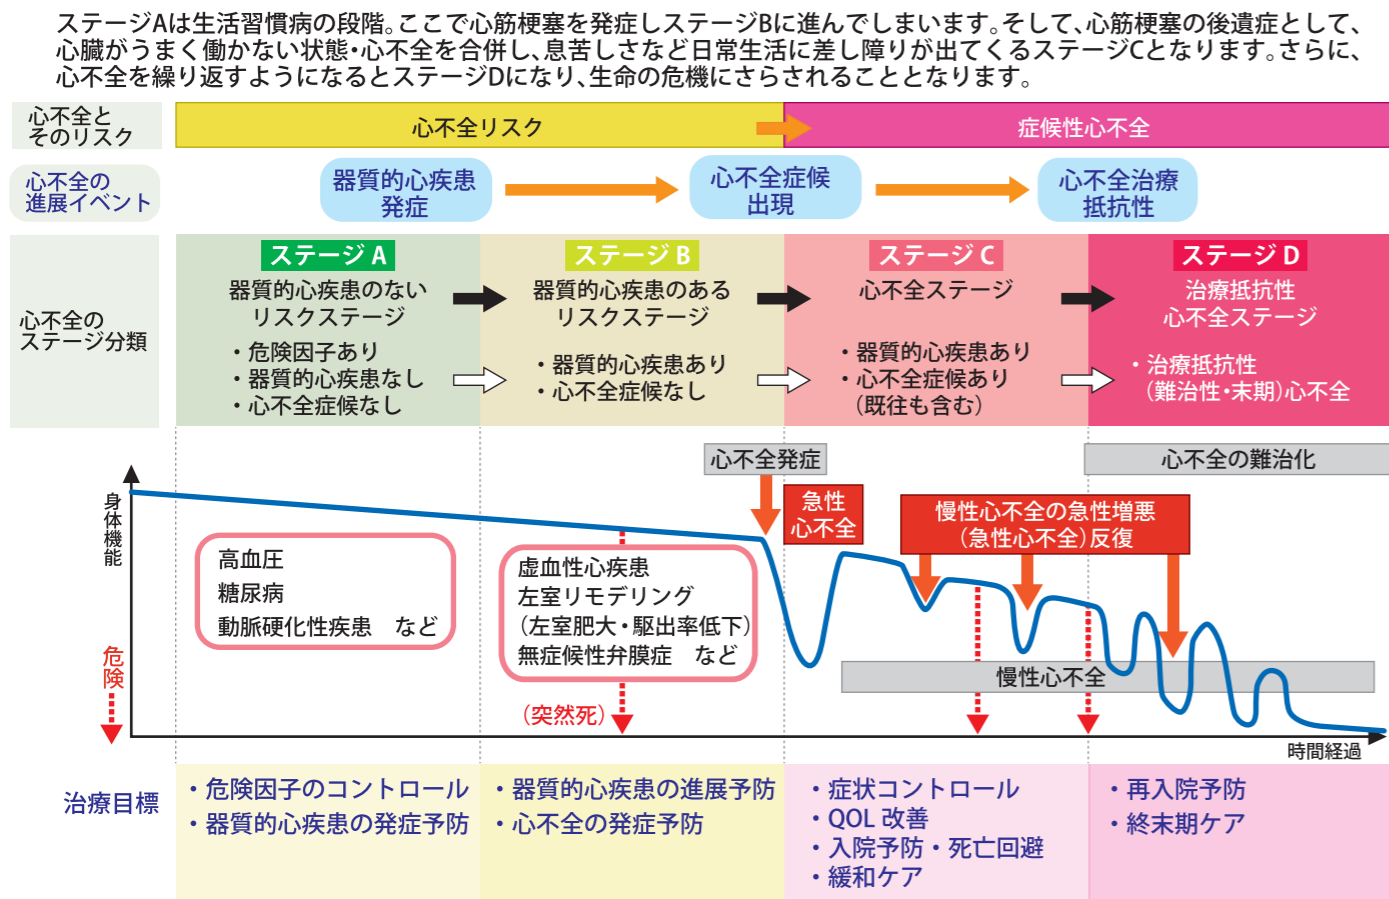 ステージAは生活習慣病の段階。ここで心筋梗塞を発症しステージBに進んでしまいます。そして、心筋梗塞の後遺症として、
心臓がうまく働かない状態・心不全を合併し、息苦しさなど日常生活に差し障りが出てくるステージCとなります。さらに、
心不全を繰り返すようになるとステージDになり、生命の危機にさらされることとなります。
心不全と
そのリスク
心不全リスク
症候性心不全
心不全の
進展イベント
器質的心疾患
発症
心不全症候
出現
心不全治療
抵抗性
心不全の
ステージ分類
ステージ A
器質的心疾患のない
リスクステージ
・危険因子あり
・器質的心疾患なし
・心不全症候なし
ステージ B
器質的心疾患のある
リスクステージ
・器質的心疾患あり
・心不全症候なし
ステージ C
心不全ステージ
・器質的心疾患あり
・心不全症候あり
（既往も含む）
ステージ D
治療抵抗性
心不全ステージ
・治療抵抗性
（難治性・末期）心不全
心不全発症
心不全の難治化
身体機能
急性
心不全
慢性心不全の急性増悪
（急性心不全）反復
高血圧
糖尿病
動脈硬化性疾患　など
虚血性心疾患
左室リモデリング
（左室肥大・駆出率低下）
無症候性弁膜症　など
危険
慢性心不全
（突然死）
時間経過
治療目標
・危険因子のコントロール
・器質的心疾患の発症予防
・器質的心疾患の進展予防
・心不全の発症予防
・症状コントロール
・QOL 改善
・入院予防・死亡回避
・緩和ケア
・再入院予防
・終末期ケア